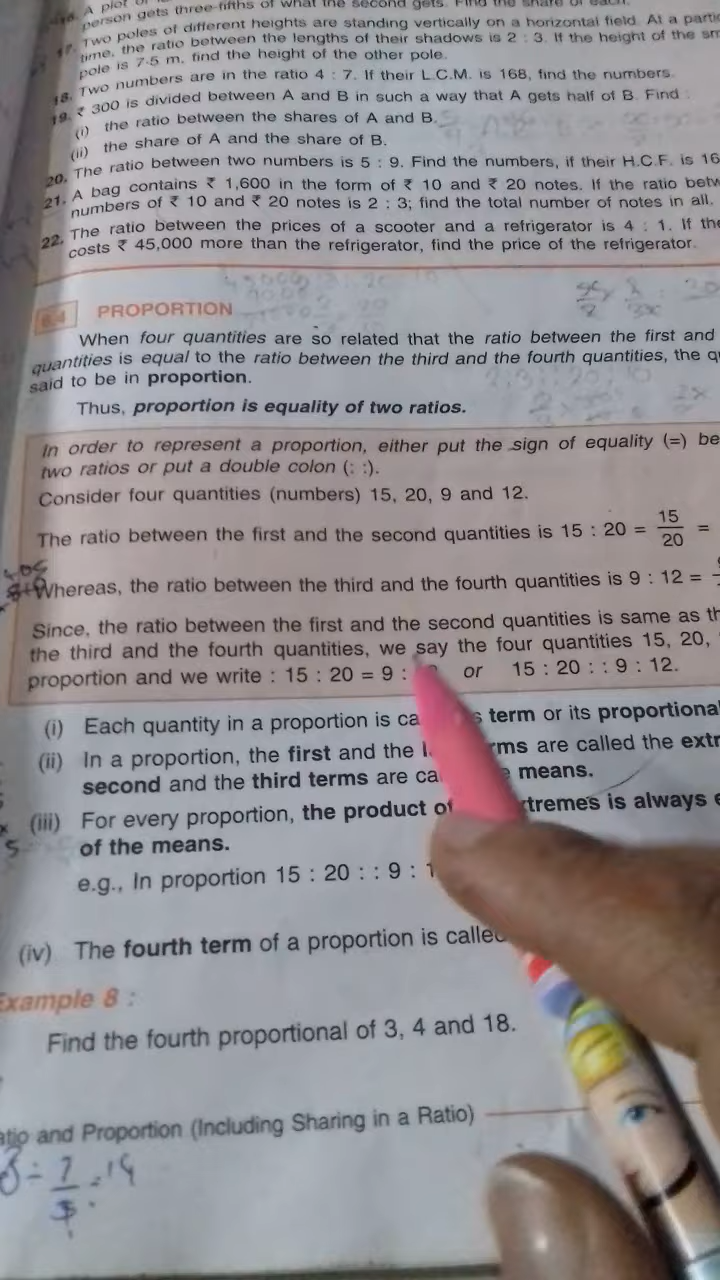 A plot of
person gets three-fifths of what the second gets. Find the share of each.
17. Two poles of different heights are standing vertically on a horizontal field. At a
time, the ratio between the lengths of their shadows is 2 : 3. If the height of the
pole is 7·5 m, find the height of the other pole.
18. Two numbers are in the ratio 4 : 7. If their L.C.M. is 168, find the numbers.
19. ₹ 300 is divided between A and B in such a way that A gets half of B. Find :
(i) the ratio between the shares of A and B.
(ii) the share of A and the share of B.
20. The ratio between two numbers is 5 : 9. Find the numbers, if their H.C.F. is 16
21. A bag contains ₹ 1,600 in the form of ₹ 10 and ₹ 20 notes. If the ratio
numbers of ₹ 10 and ₹ 20 notes is 2 : 3; find the total number of notes in all.
22. The ratio between the prices of a scooter and a refrigerator is 4 : 1. If the
costs ₹ 45,000 more than the refrigerator, find the price of the refrigerator.
PROPORTION
When four quantities are so related that the ratio between the first and
quantities is equal to the ratio between the third and the fourth quantities, the
said to be in proportion.
Thus, proportion is equality of two ratios.
In order to represent a proportion, either put the sign of equality (=)
two ratios or put a double colon (: :).
Consider four quantities (numbers) 15, 20, 9 and 12.
The ratio between the first and the second quantities is 15 : 20 = 15/20 =
Whereas, the ratio between the third and the fourth quantities is 9 : 12 =
Since, the ratio between the first and the second quantities is same as
the third and the fourth quantities, we say the four quantities 15, 20,
proportion and we write : 15 : 20 = 9 : or 15 : 20 : : 9 : 12.
(i) Each quantity in a proportion is term or its proportional
(ii) In a proportion, the first and the are called the
second and the third terms are means.
(iii) For every proportion, the product is always
of the means.
e.g., In proportion 15 : 20 : : 9 :
(iv) The fourth term of a proportion is called
Example 8 :
Find the fourth proportional of 3, 4 and 18.
and Proportion (Including Sharing in a Ratio)